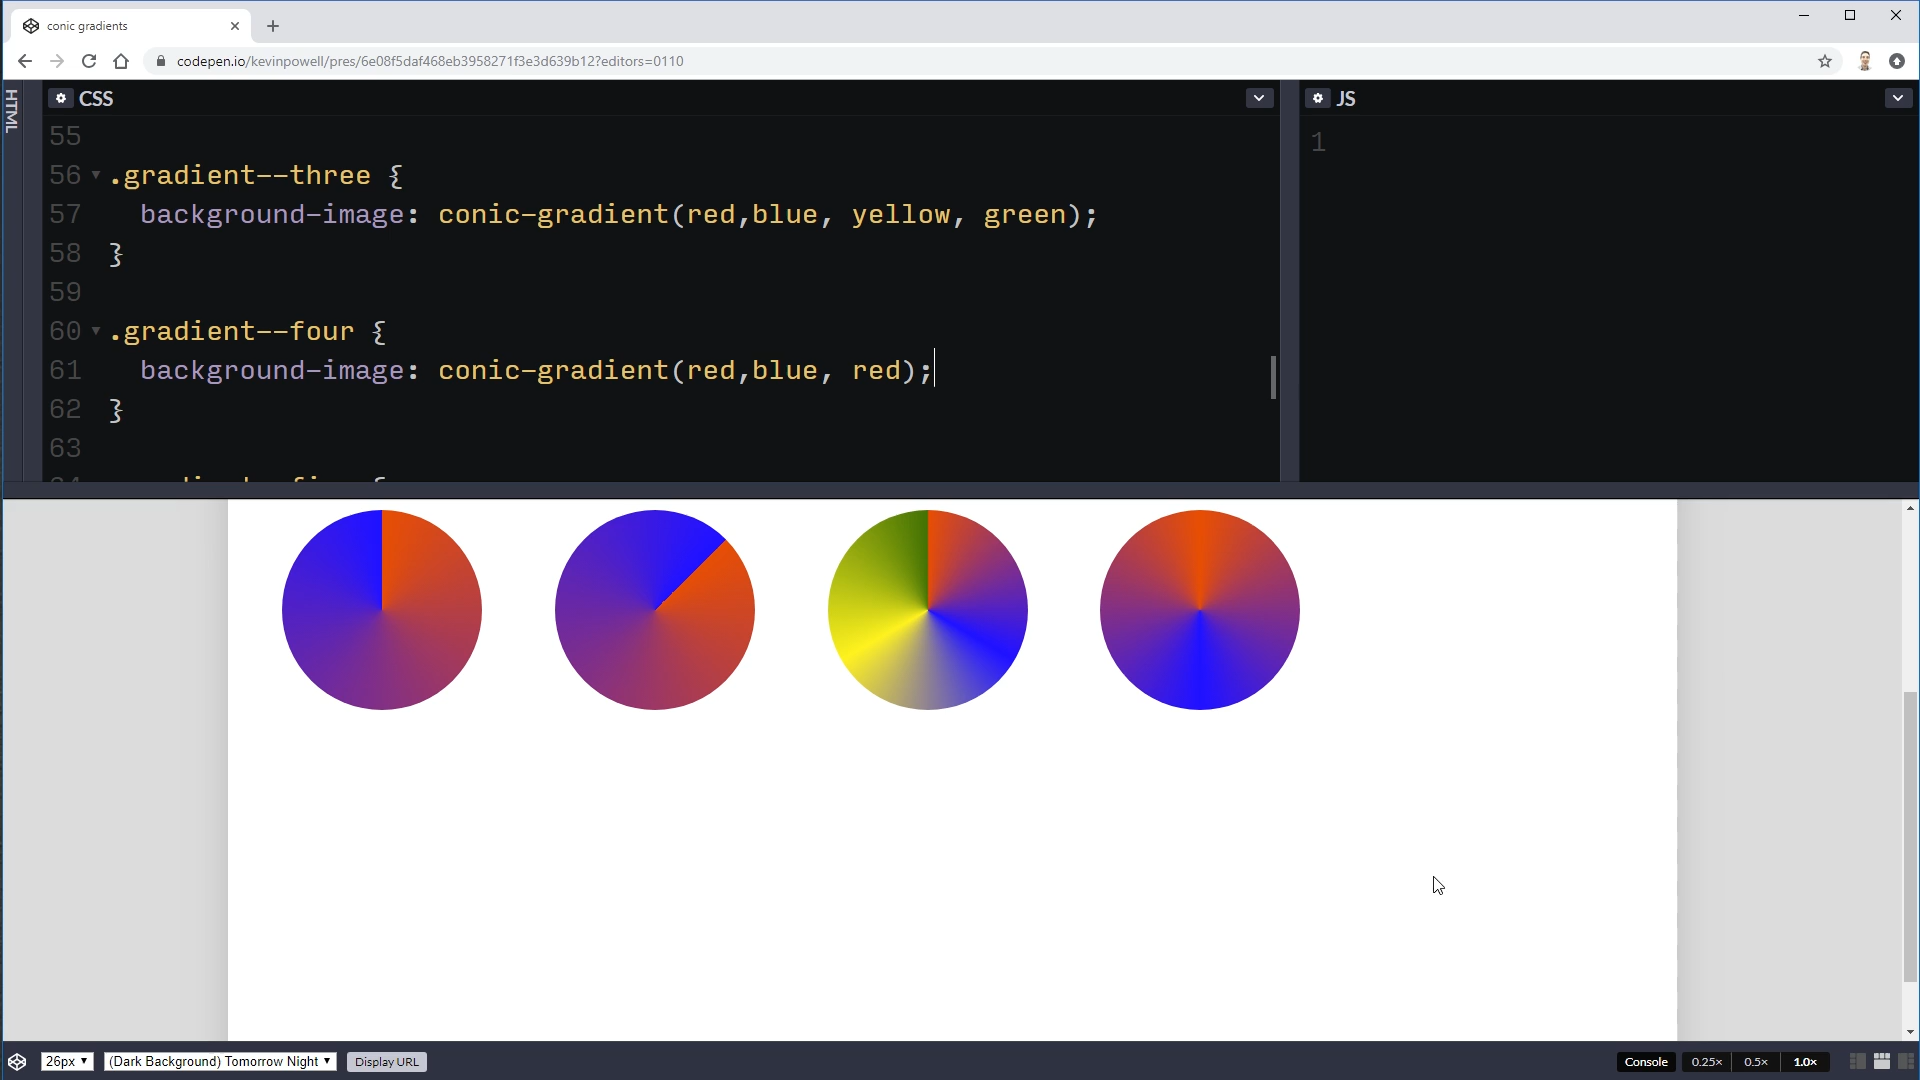 conic gradients
codepen.io/kevinpowell/pres/6e08f5daf468eb3958271f3e3d639b12?editors=0110
HTML
CSS
JS
55
56 .gradient--three {
57 background-image: conic-gradient(red,blue, yellow, green);
58 }
59
60 .gradient--four {
61 background-image: conic-gradient(red,blue, red);
62 }
63
1
26px
(Dark Background) Tomorrow Night
Display URL
Console
0.25×
0.5×
1.0×